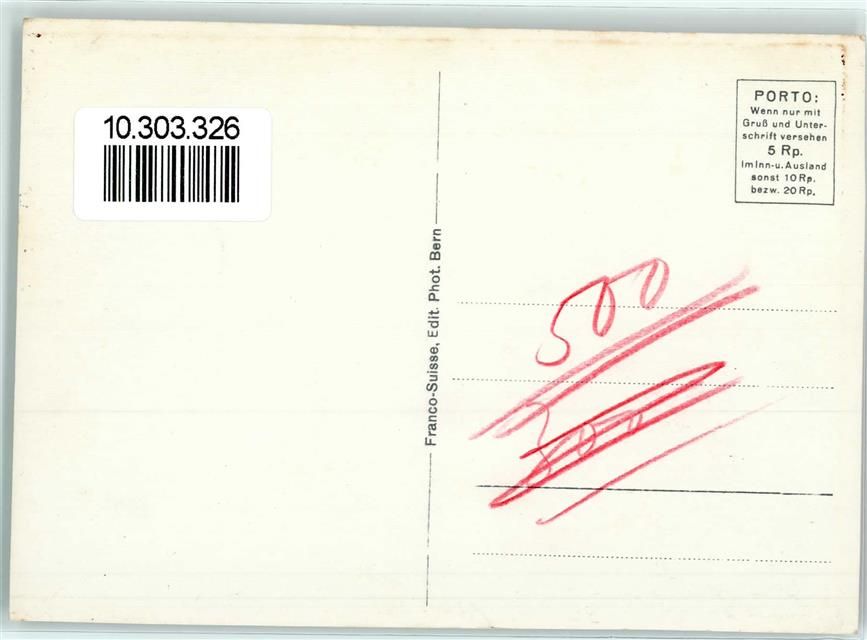 10.303.326
PORTO:
Wenn nur mit
Gruß und Unter-
schrift versehen
5 Rp.
im Inn-u. Ausland
sonst 10 Rp.
bezw. 20 Rp.
Franco-Suisse, Edit. Phot. Bern
500
300